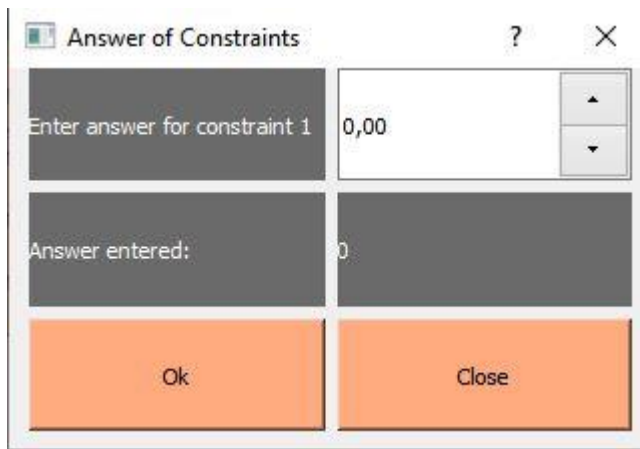 Answer of Constraints ?
Enter answer for constraint 1 0,00
Answer entered: 0
Ok Close